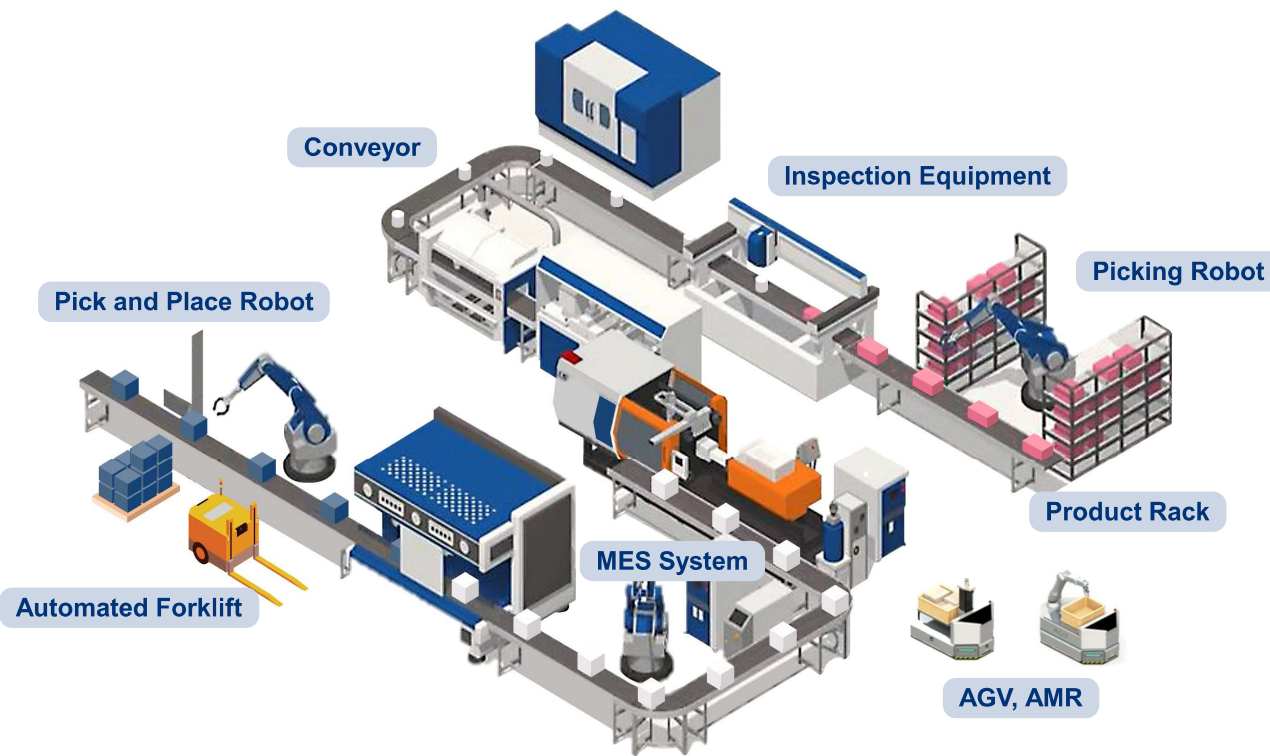 Conveyor
Inspection Equipment
Picking Robot
Pick and Place Robot
Product Rack
MES System
Automated Forklift
AGV, AMR